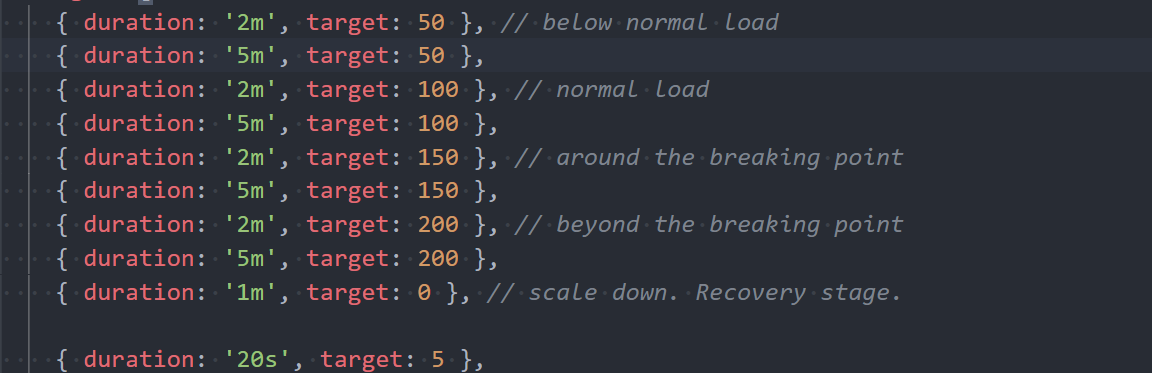 { duration: '2m', target: 50 }, // below normal load
{ duration: '5m', target: 50 },
{ duration: '2m', target: 100 }, // normal load
{ duration: '5m', target: 100 },
{ duration: '2m', target: 150 }, // around the breaking point
{ duration: '5m', target: 150 },
{ duration: '2m', target: 200 }, // beyond the breaking point
{ duration: '5m', target: 200 },
{ duration: '1m', target: 0 }, // scale down. Recovery stage.
{ duration: '20s', target: 5 },